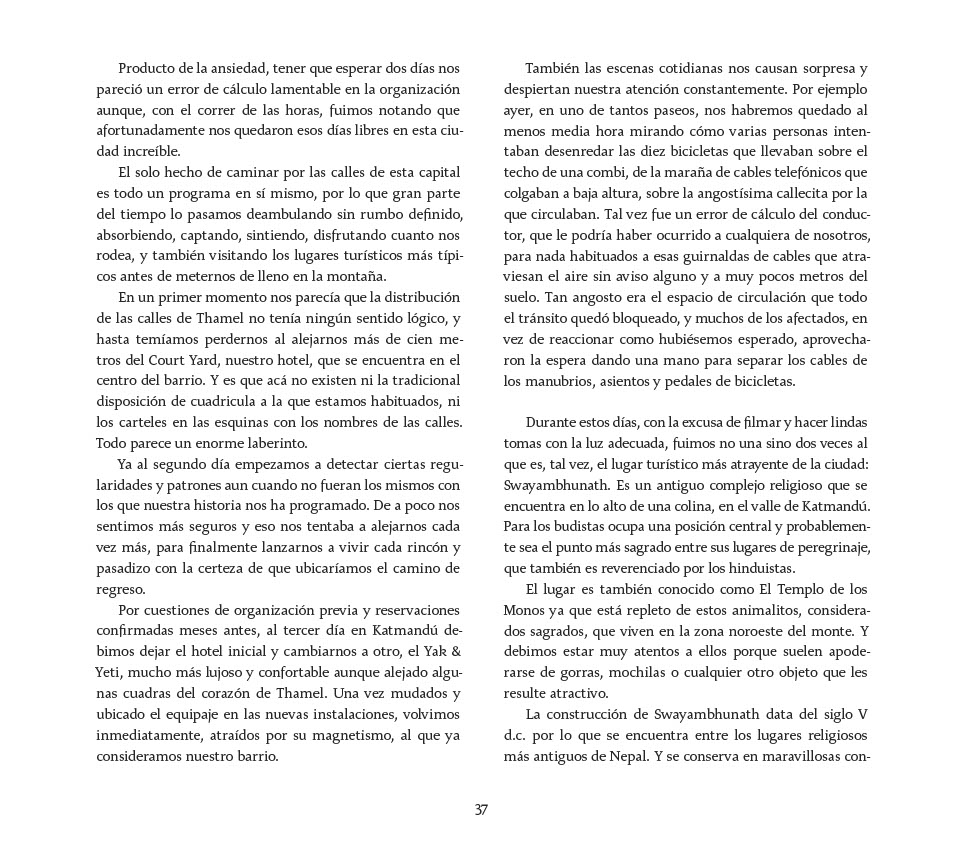 Producto de la ansiedad, tener que esperar dos días nos
pareció un error de cálculo lamentable en la organización
aunque, con el correr de las horas, fuimos notando que
afortunadamente nos quedaron esos días libres en esta ciu-
dad increíble.
El solo hecho de caminar por las calles de esta capital
es todo un programa en sí mismo, por lo que gran parte
del tiempo lo pasamos deambulando sin rumbo definido,
absorbiendo, captando, sintiendo, disfrutando cuanto nos
rodea, y también visitando los lugares turísticos más típi-
cos antes de meternos de lleno en la montaña.
En un primer momento nos parecía que la distribución
de las calles de Thamel no tenía ningún sentido lógico, y
hasta temíamos perdernos al alejarnos más de cien me-
tros del Court Yard, nuestro hotel, que se encuentra en el
centro del barrio. Y es que acá no existen ni la tradicional
disposición de cuadricula a la que estamos habituados, ni
los carteles en las esquinas con los nombres de las calles.
Todo parece un enorme laberinto.
Ya al segundo día empezamos a detectar ciertas regu-
laridades y patrones aun cuando no fueran los mismos con
los que nuestra historia nos ha programado. De a poco nos
sentimos más seguros y eso nos tentaba a alejarnos cada
vez más, para finalmente lanzarnos a vivir cada rincón y
pasadizo con la certeza de que ubicaríamos el camino de
regreso.
Por cuestiones de organización previa y reservaciones
confirmadas meses antes, al tercer día en Katmandú de-
bimos dejar el hotel inicial y cambiarnos a otro, el Yak &
Yeti, mucho más lujoso y confortable aunque alejado algu-
nas cuadras del corazón de Thamel. Una vez mudados y
ubicado el equipaje en las nuevas instalaciones, volvimos
inmediatamente, atraídos por su magnetismo, al que ya
consideramos nuestro barrio.
También las escenas cotidianas nos causan sorpresa y
despiertan nuestra atención constantemente. Por ejemplo
ayer, en uno de tantos paseos, nos habremos quedado al
menos media hora mirando cómo varias personas inten-
taban desenredar las diez bicicletas que llevaban sobre el
techo de una combi, de la maraña de cables telefónicos que
colgaban a baja altura, sobre la angostísima callecita por la
que circulaban. Tal vez fue un error de cálculo del conduc-
tor, que le podría haber ocurrido a cualquiera de nosotros,
para nada habituados a esas guirnaldas de cables que atra-
viesan el aire sin aviso alguno y a muy pocos metros del
suelo. Tan angosto era el espacio de circulación que todo
el tránsito quedó bloqueado, y muchos de los afectados, en
vez de reaccionar como hubiésemos esperado, aprovecha-
ron la espera dando una mano para separar los cables de
los manubrios, asientos y pedales de bicicletas.
Durante estos días, con la excusa de filmar y hacer lindas
tomas con la luz adecuada, fuimos no una sino dos veces al
que es, tal vez, el lugar turístico más atrayente de la ciudad:
Swayambhunath. Es un antiguo complejo religioso que se
encuentra en lo alto de una colina, en el valle de Katmandú.
Para los budistas ocupa una posición central y probablemen-
te sea el punto más sagrado entre sus lugares de peregrinaje,
que también es reverenciado por los hinduistas.
El lugar es también conocido como El Templo de los
Monos ya que está repleto de estos animalitos, considera-
dos sagrados, que viven en la zona noroeste del monte. Y
debimos estar muy atentos a ellos porque suelen apode-
rarse de gorras, mochilas o cualquier otro objeto que les
resulte atractivo.
La construcción de Swayambhunath data del siglo V
d.c. por lo que se encuentra entre los lugares religiosos
más antiguos de Nepal. Y se conserva en maravillosas con-
37